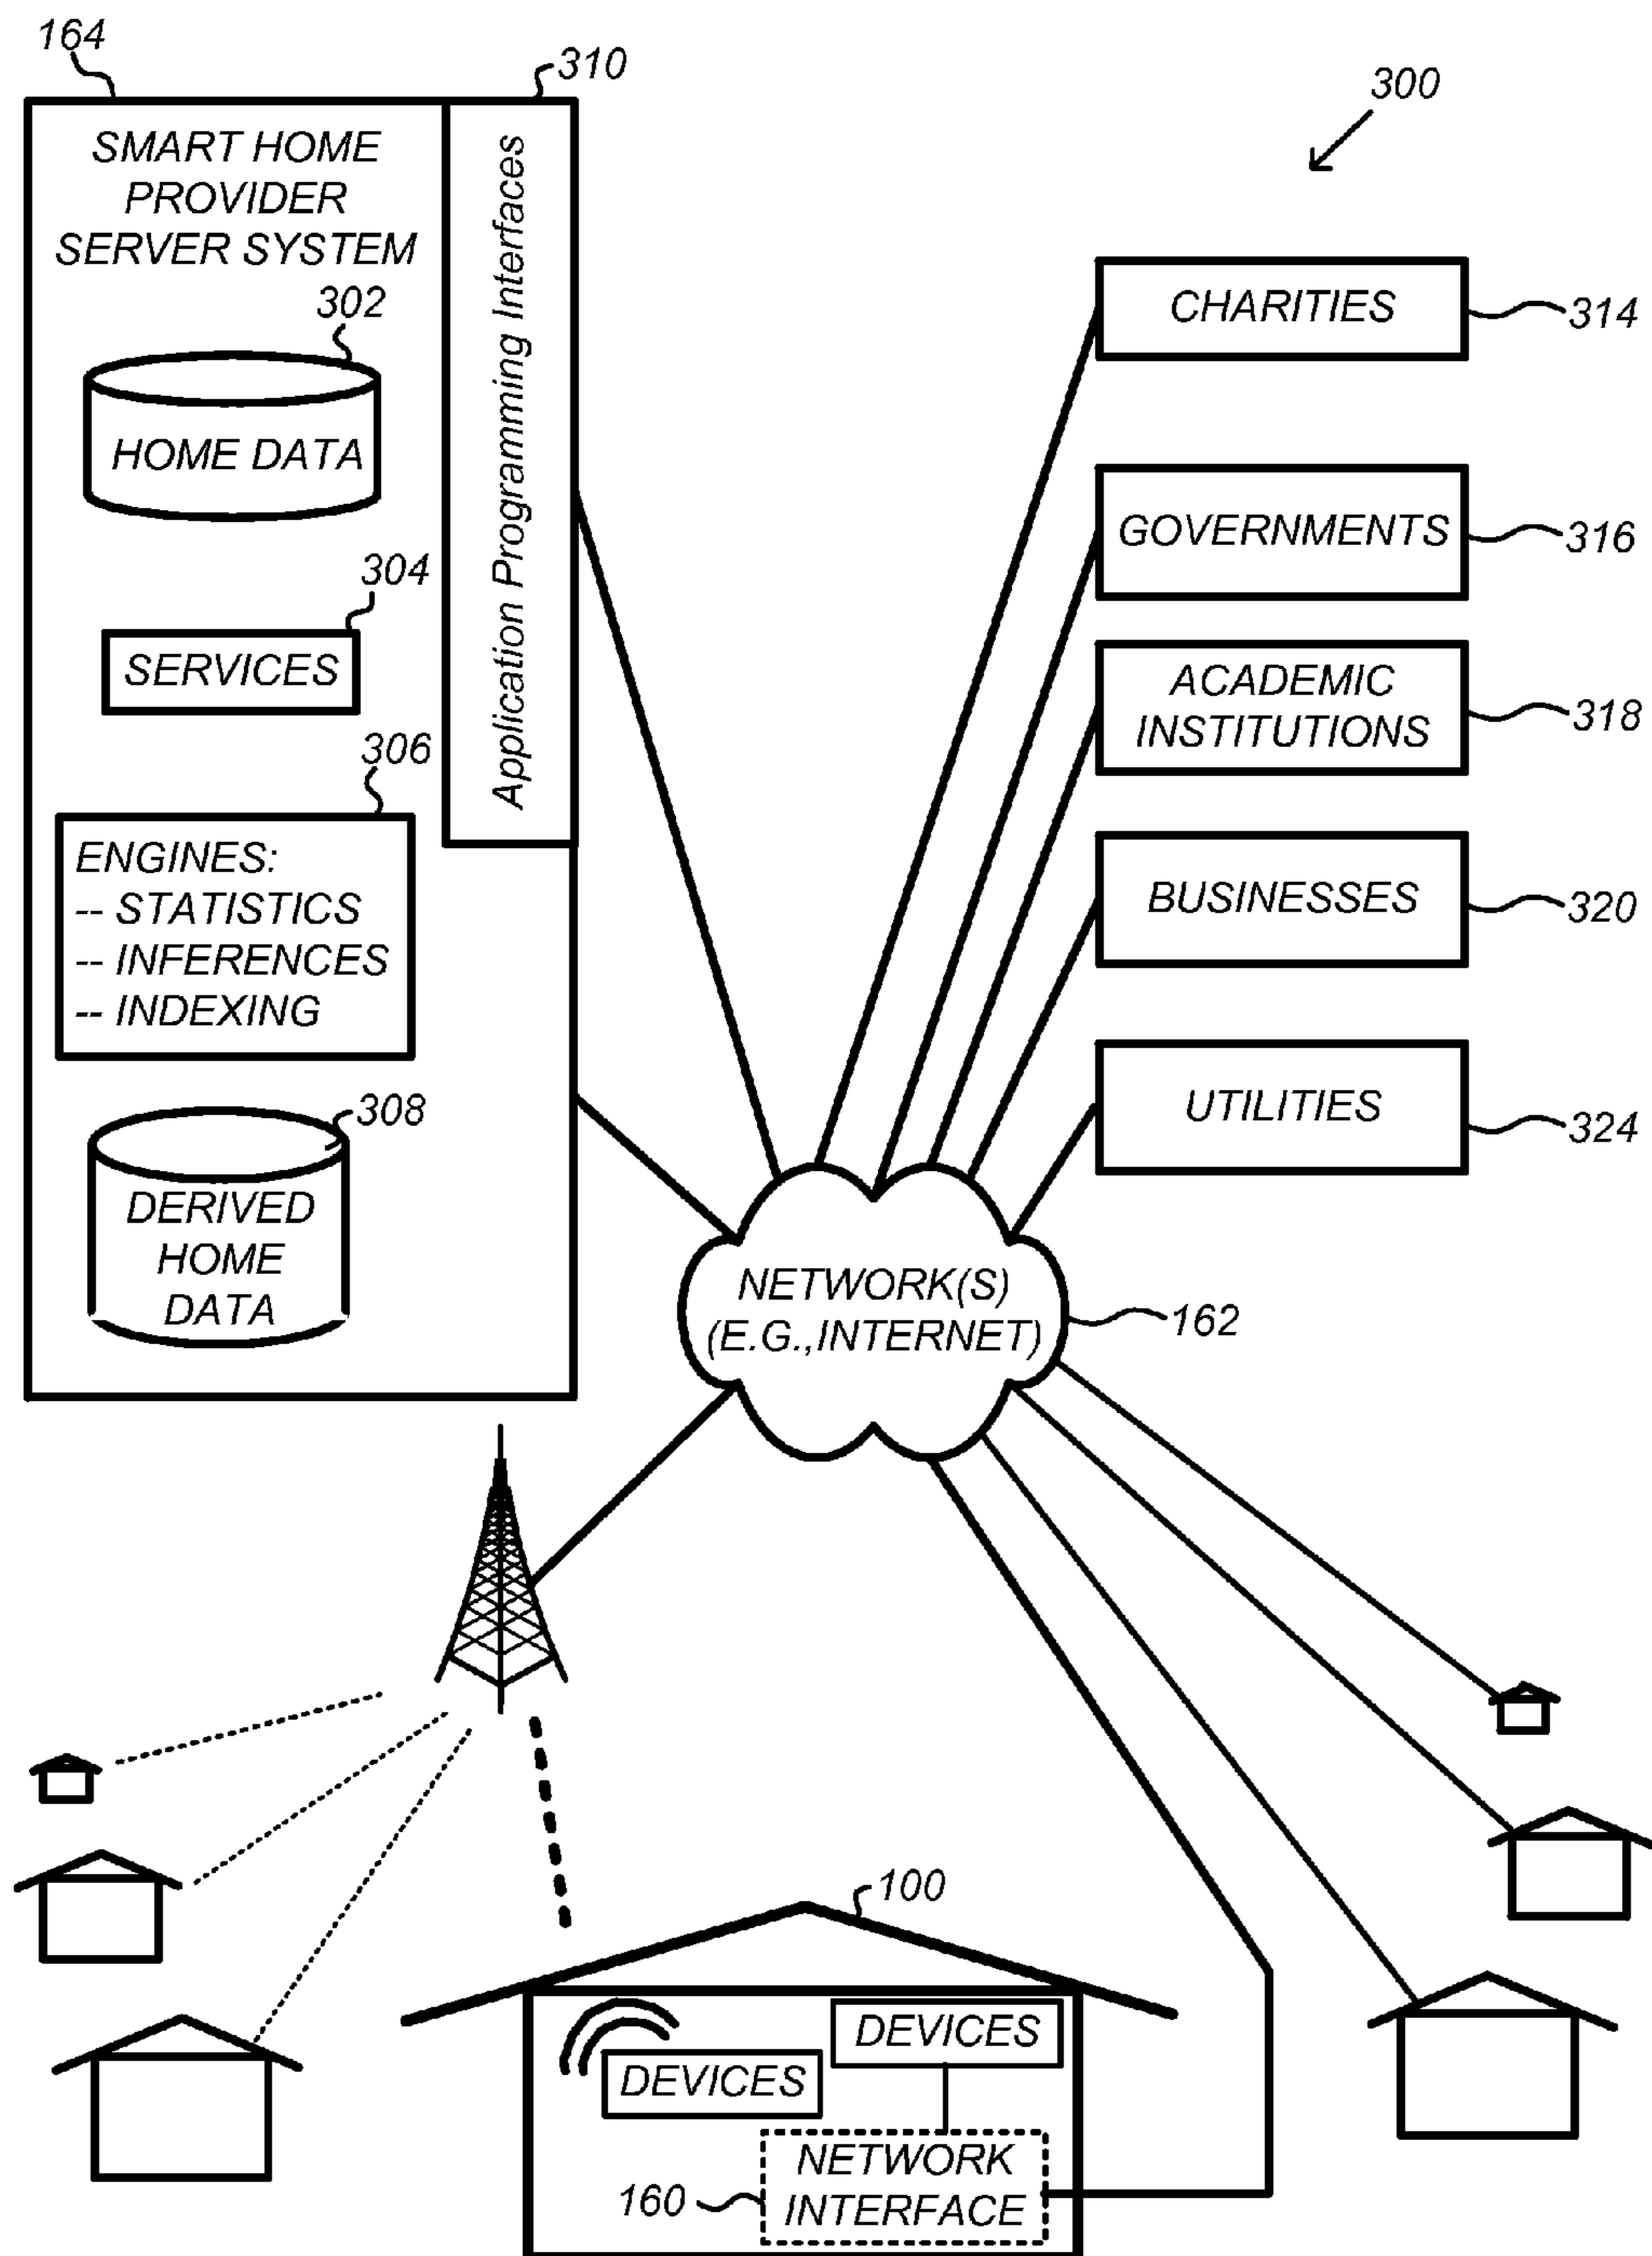 164
310
300
SMART HOME
PROVIDER
SERVER SYSTEM
Application Programming Interfaces
302
HOME DATA
304
SERVICES
306
ENGINES:
-- STATISTICS
-- INFERENCES
-- INDEXING
308
DERIVED
HOME
DATA
CHARITIES
314
GOVERNMENTS
316
ACADEMIC
INSTITUTIONS
318
BUSINESSES
320
UTILITIES
324
NETWORK(S)
(E.G.,INTERNET)
162
100
DEVICES
DEVICES
NETWORK
INTERFACE
160